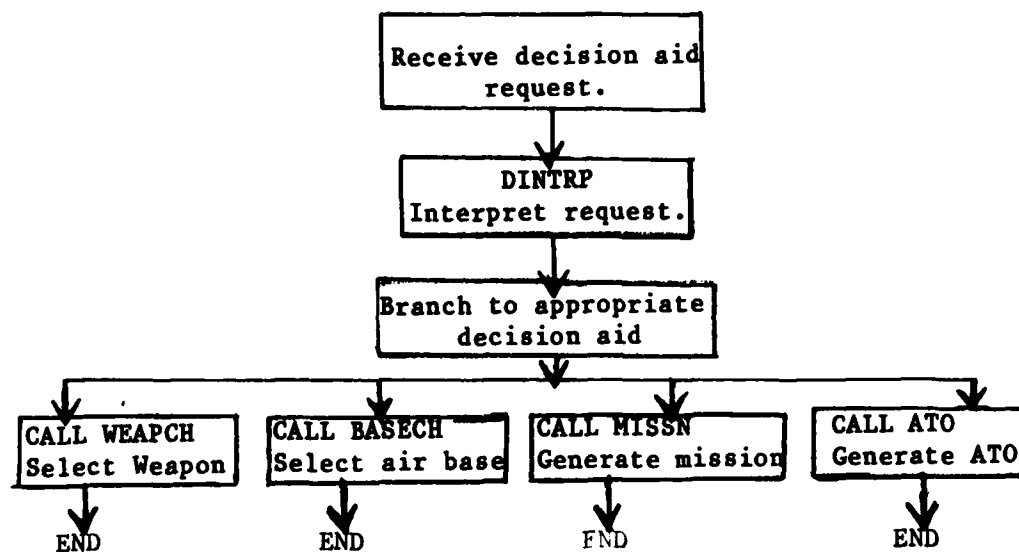 Receive decision aid
request.
DINTRP
Interpret request.
Branch to appropriate
decision aid
CALL WEAPCH
Select Weapon
CALL BASECH
Select air base
CALL MISSN
Generate mission
CALL ATO
Generate ATO
END
END
END
END